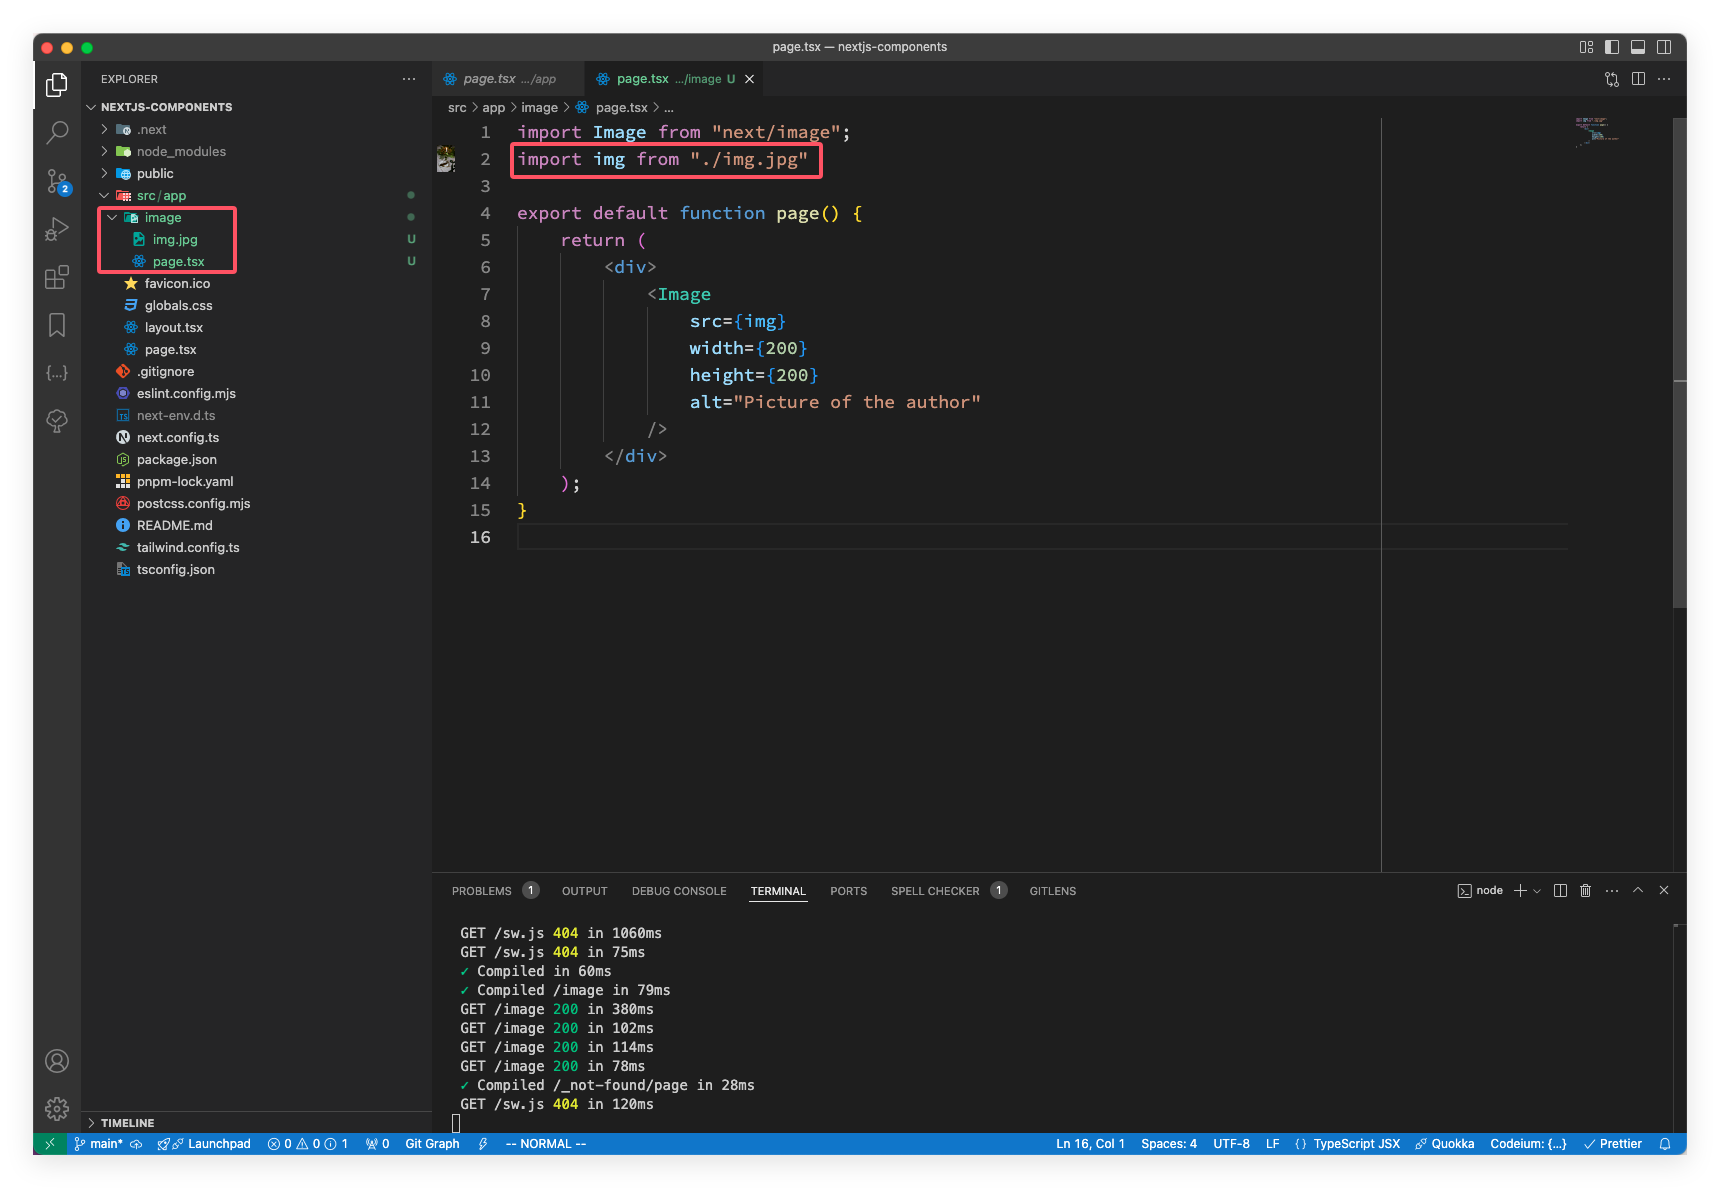 page.tsx — nextjs-components
EXPLORER
NEXTJS-COMPONENTS
.next
node_modules
public
src/app
image
img.jpg U
page.tsx U
favicon.ico
globals.css
layout.tsx
page.tsx
.gitignore
eslint.config.mjs
next-env.d.ts
next.config.ts
package.json
pnpm-lock.yaml
postcss.config.mjs
README.md
tailwind.config.ts
tsconfig.json
TIMELINE
page.tsx .../app
page.tsx .../image U
src > app > image > page.tsx > ...
1 import Image from "next/image";
2 import img from "./img.jpg"
3
4 export default function page() {
5 return (
6 <div>
7 <Image
8 src={img}
9 width={200}
10 height={200}
11 alt="Picture of the author"
12 />
13 </div>
14 );
15 }
16
PROBLEMS 1 OUTPUT DEBUG CONSOLE TERMINAL PORTS SPELL CHECKER 1 GITLENS
node
GET /sw.js 404 in 1060ms
GET /sw.js 404 in 75ms
✓ Compiled in 60ms
✓ Compiled /image in 79ms
GET /image 200 in 380ms
GET /image 200 in 102ms
GET /image 200 in 114ms
GET /image 200 in 78ms
✓ Compiled /_not-found/page in 28ms
GET /sw.js 404 in 120ms
main* Launchpad 0 0 1 0 Git Graph -- NORMAL -- Ln 16, Col 1 Spaces: 4 UTF-8 LF TypeScript JSX Quokka Codeium: {...} Prettier
2